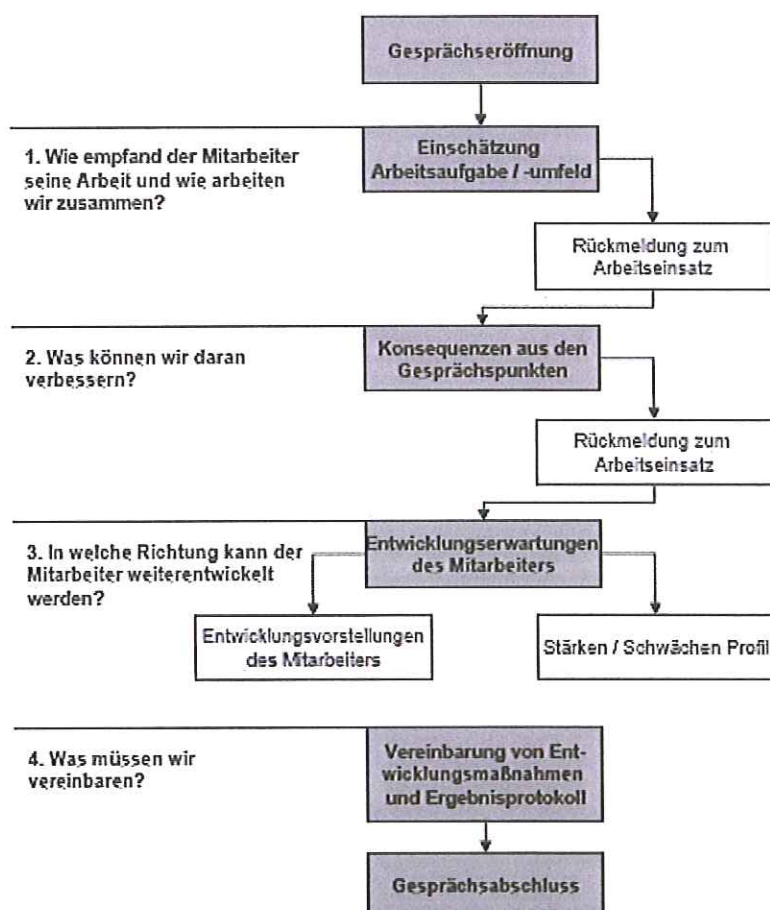 Gesprächseröffnung
1. Wie empfand der Mitarbeiter
seine Arbeit und wie arbeiten
wir zusammen?
Einschätzung
Arbeitsaufgabe / -umfeld
Rückmeldung zum
Arbeitseinsatz
2. Was können wir daran
verbessern?
Konsequenzen aus den
Gesprächspunkten
Rückmeldung zum
Arbeitseinsatz
3. In welche Richtung kann der
Mitarbeiter weiterentwickelt
werden?
Entwicklungserwartungen
des Mitarbeiters
Entwicklungsvorstellungen
des Mitarbeiters
Stärken / Schwächen Profil
4. Was müssen wir
vereinbaren?
Vereinbarung von Ent-
wicklungsmaßnahmen
und Ergebnisprotokoll
Gesprächsabschluss